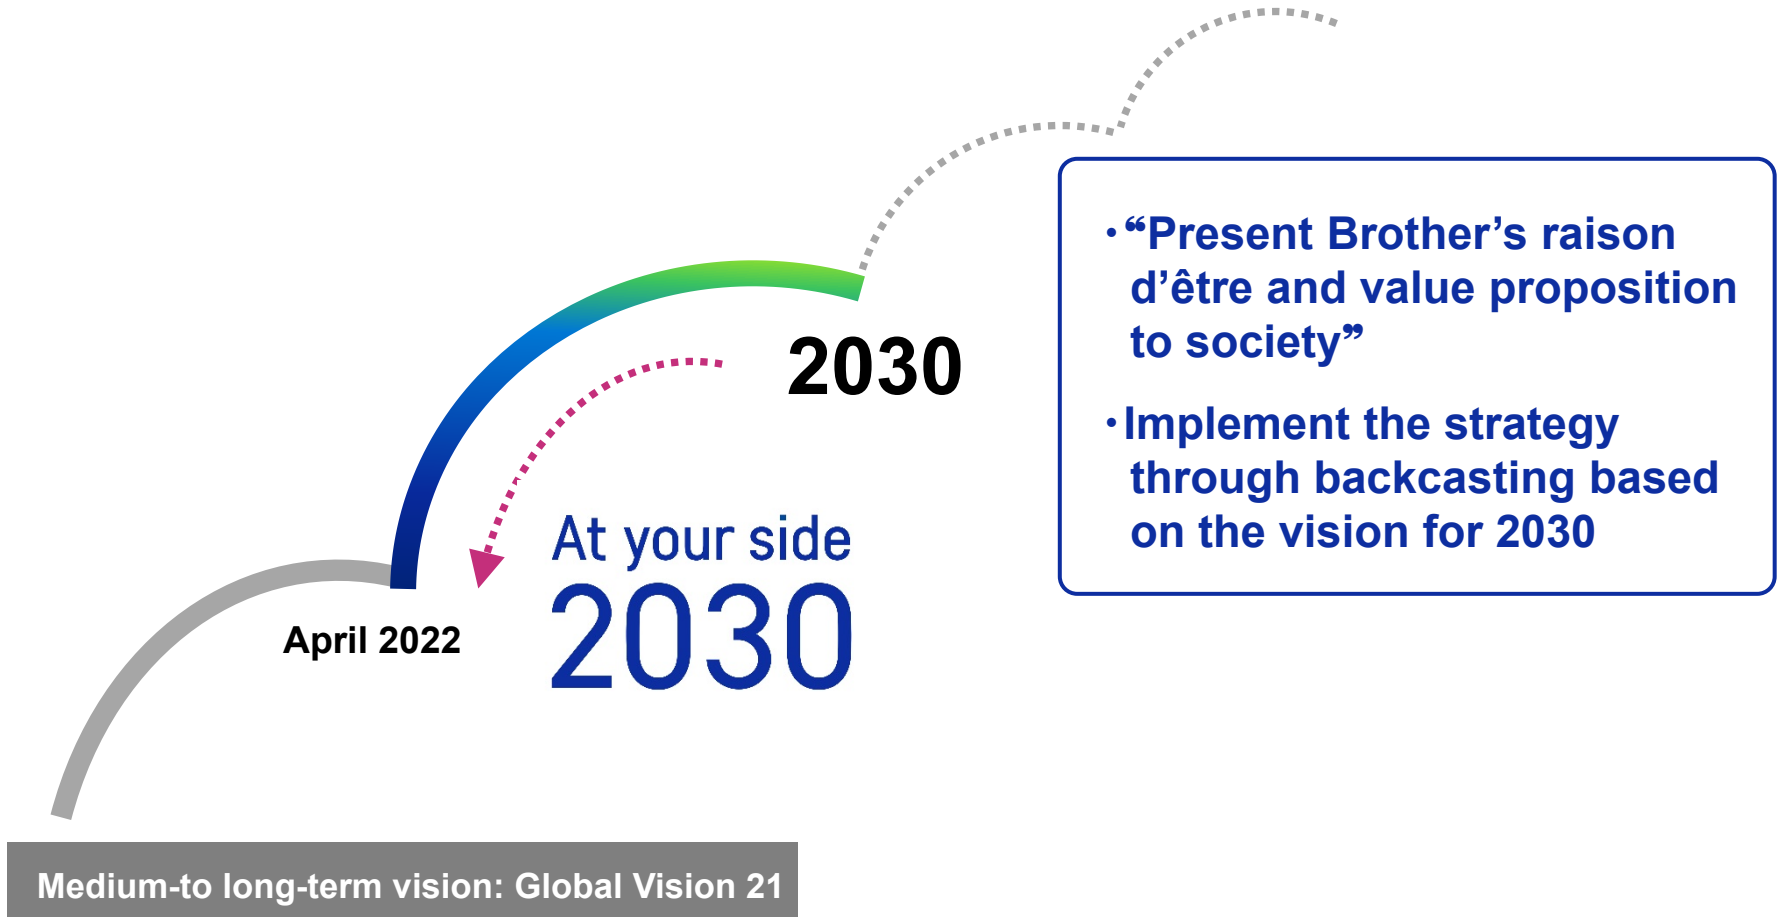 ・❝Present Brother’s raison
d’être and value proposition
to society❞
・Implement the strategy
through backcasting based
on the vision for 2030
2030
At your side
2030
April 2022
Medium-to long-term vision: Global Vision 21